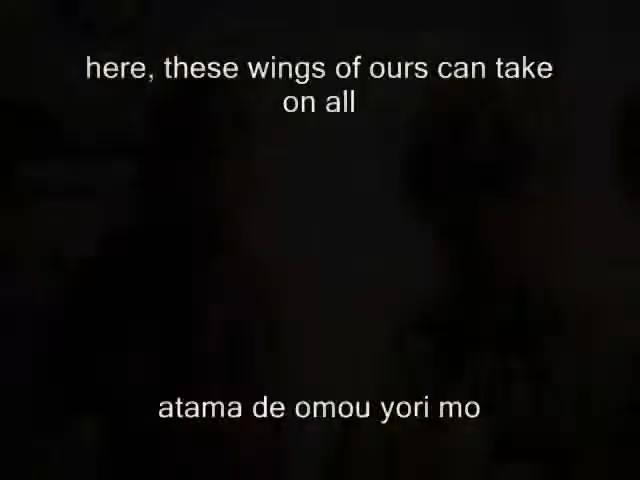 here, these wings of ours can take
on all
atama de omou yori mo